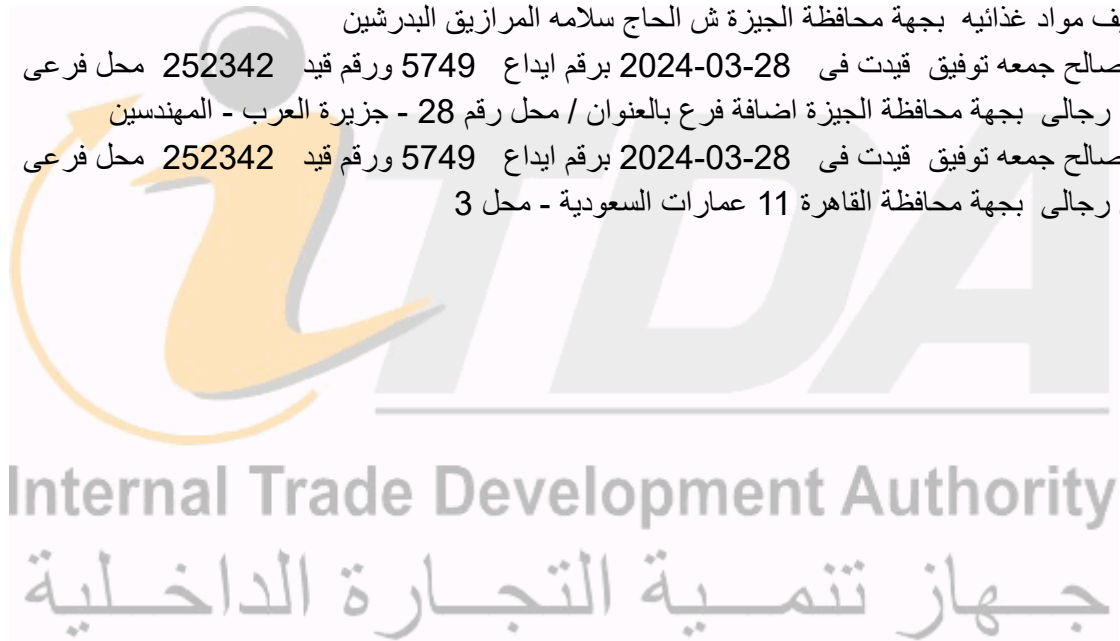 مواد غذائيه بجهة محافظة الجيزة ش الحاج سلامه المرازيق البدرشين
صالح جمعه توفيق قيدت فى 28-03-2024 برقم ايداع 5749 ورقم قيد 252342 محل فرعى
رجالى بجهة محافظة الجيزة اضافة فرع بالعنوان / محل رقم 28 - جزيرة العرب - المهندسين
صالح جمعه توفيق قيدت فى 28-03-2024 برقم ايداع 5749 ورقم قيد 252342 محل فرعى
رجالى بجهة محافظة القاهرة 11 عمارات السعودية - محل 3
iTDA
Internal Trade Development Authority
جهاز تنمية التجارة الداخلية